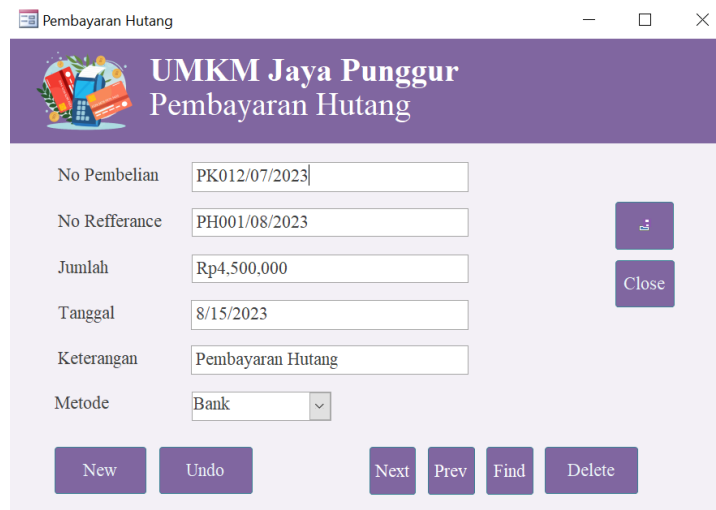 Pembayaran Hutang
UMKM Jaya Punggur
Pembayaran Hutang
No Pembelian PK012/07/2023
No Refferance PH001/08/2023
Jumlah Rp4,500,000
Close
Tanggal 8/15/2023
Keterangan Pembayaran Hutang
Metode Bank
New Undo Next Prev Find Delete